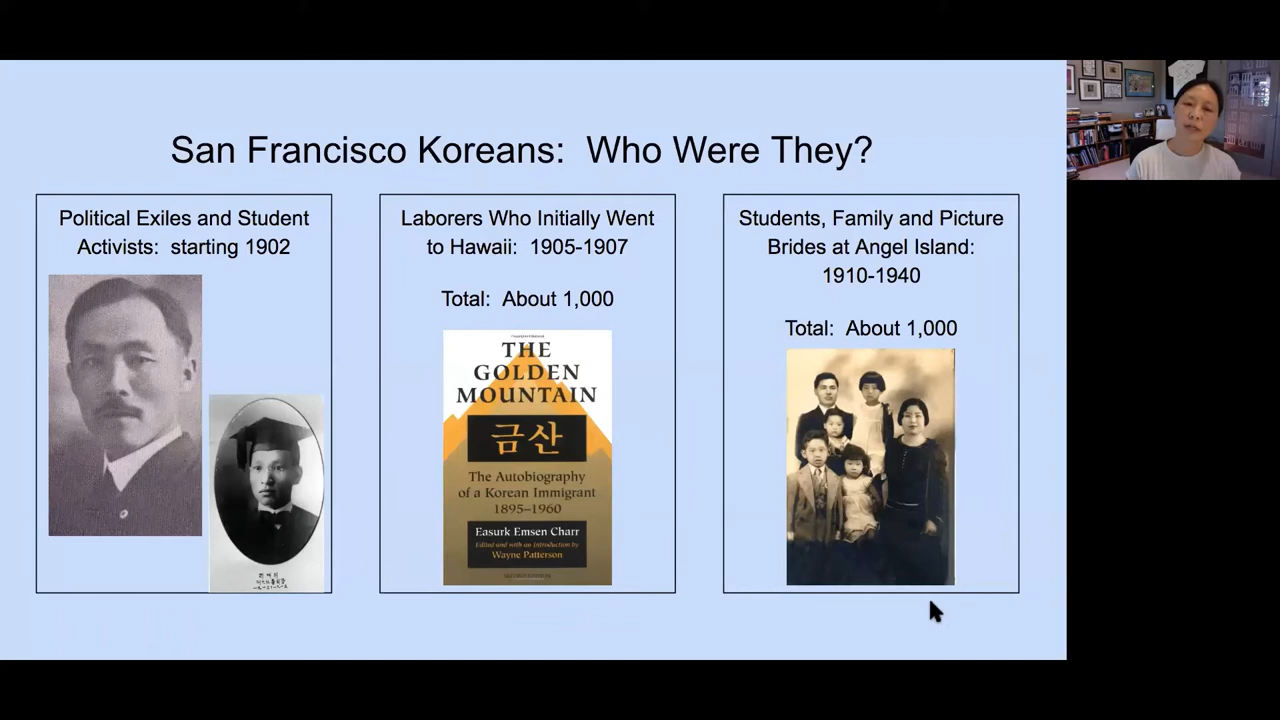 San Francisco Koreans: Who Were They?
Political Exiles and Student
Activists: starting 1902
Laborers Who Initially Went
to Hawaii: 1905-1907
Total: About 1,000
THE
GOLDEN
MOUNTAIN
금산
The Autobiography
of a Korean Immigrant
1895–1960
Easurk Emsen Charr
Edited and with an Introduction by
Wayne Patterson
Students, Family and Picture
Brides at Angel Island:
1910-1940
Total: About 1,000